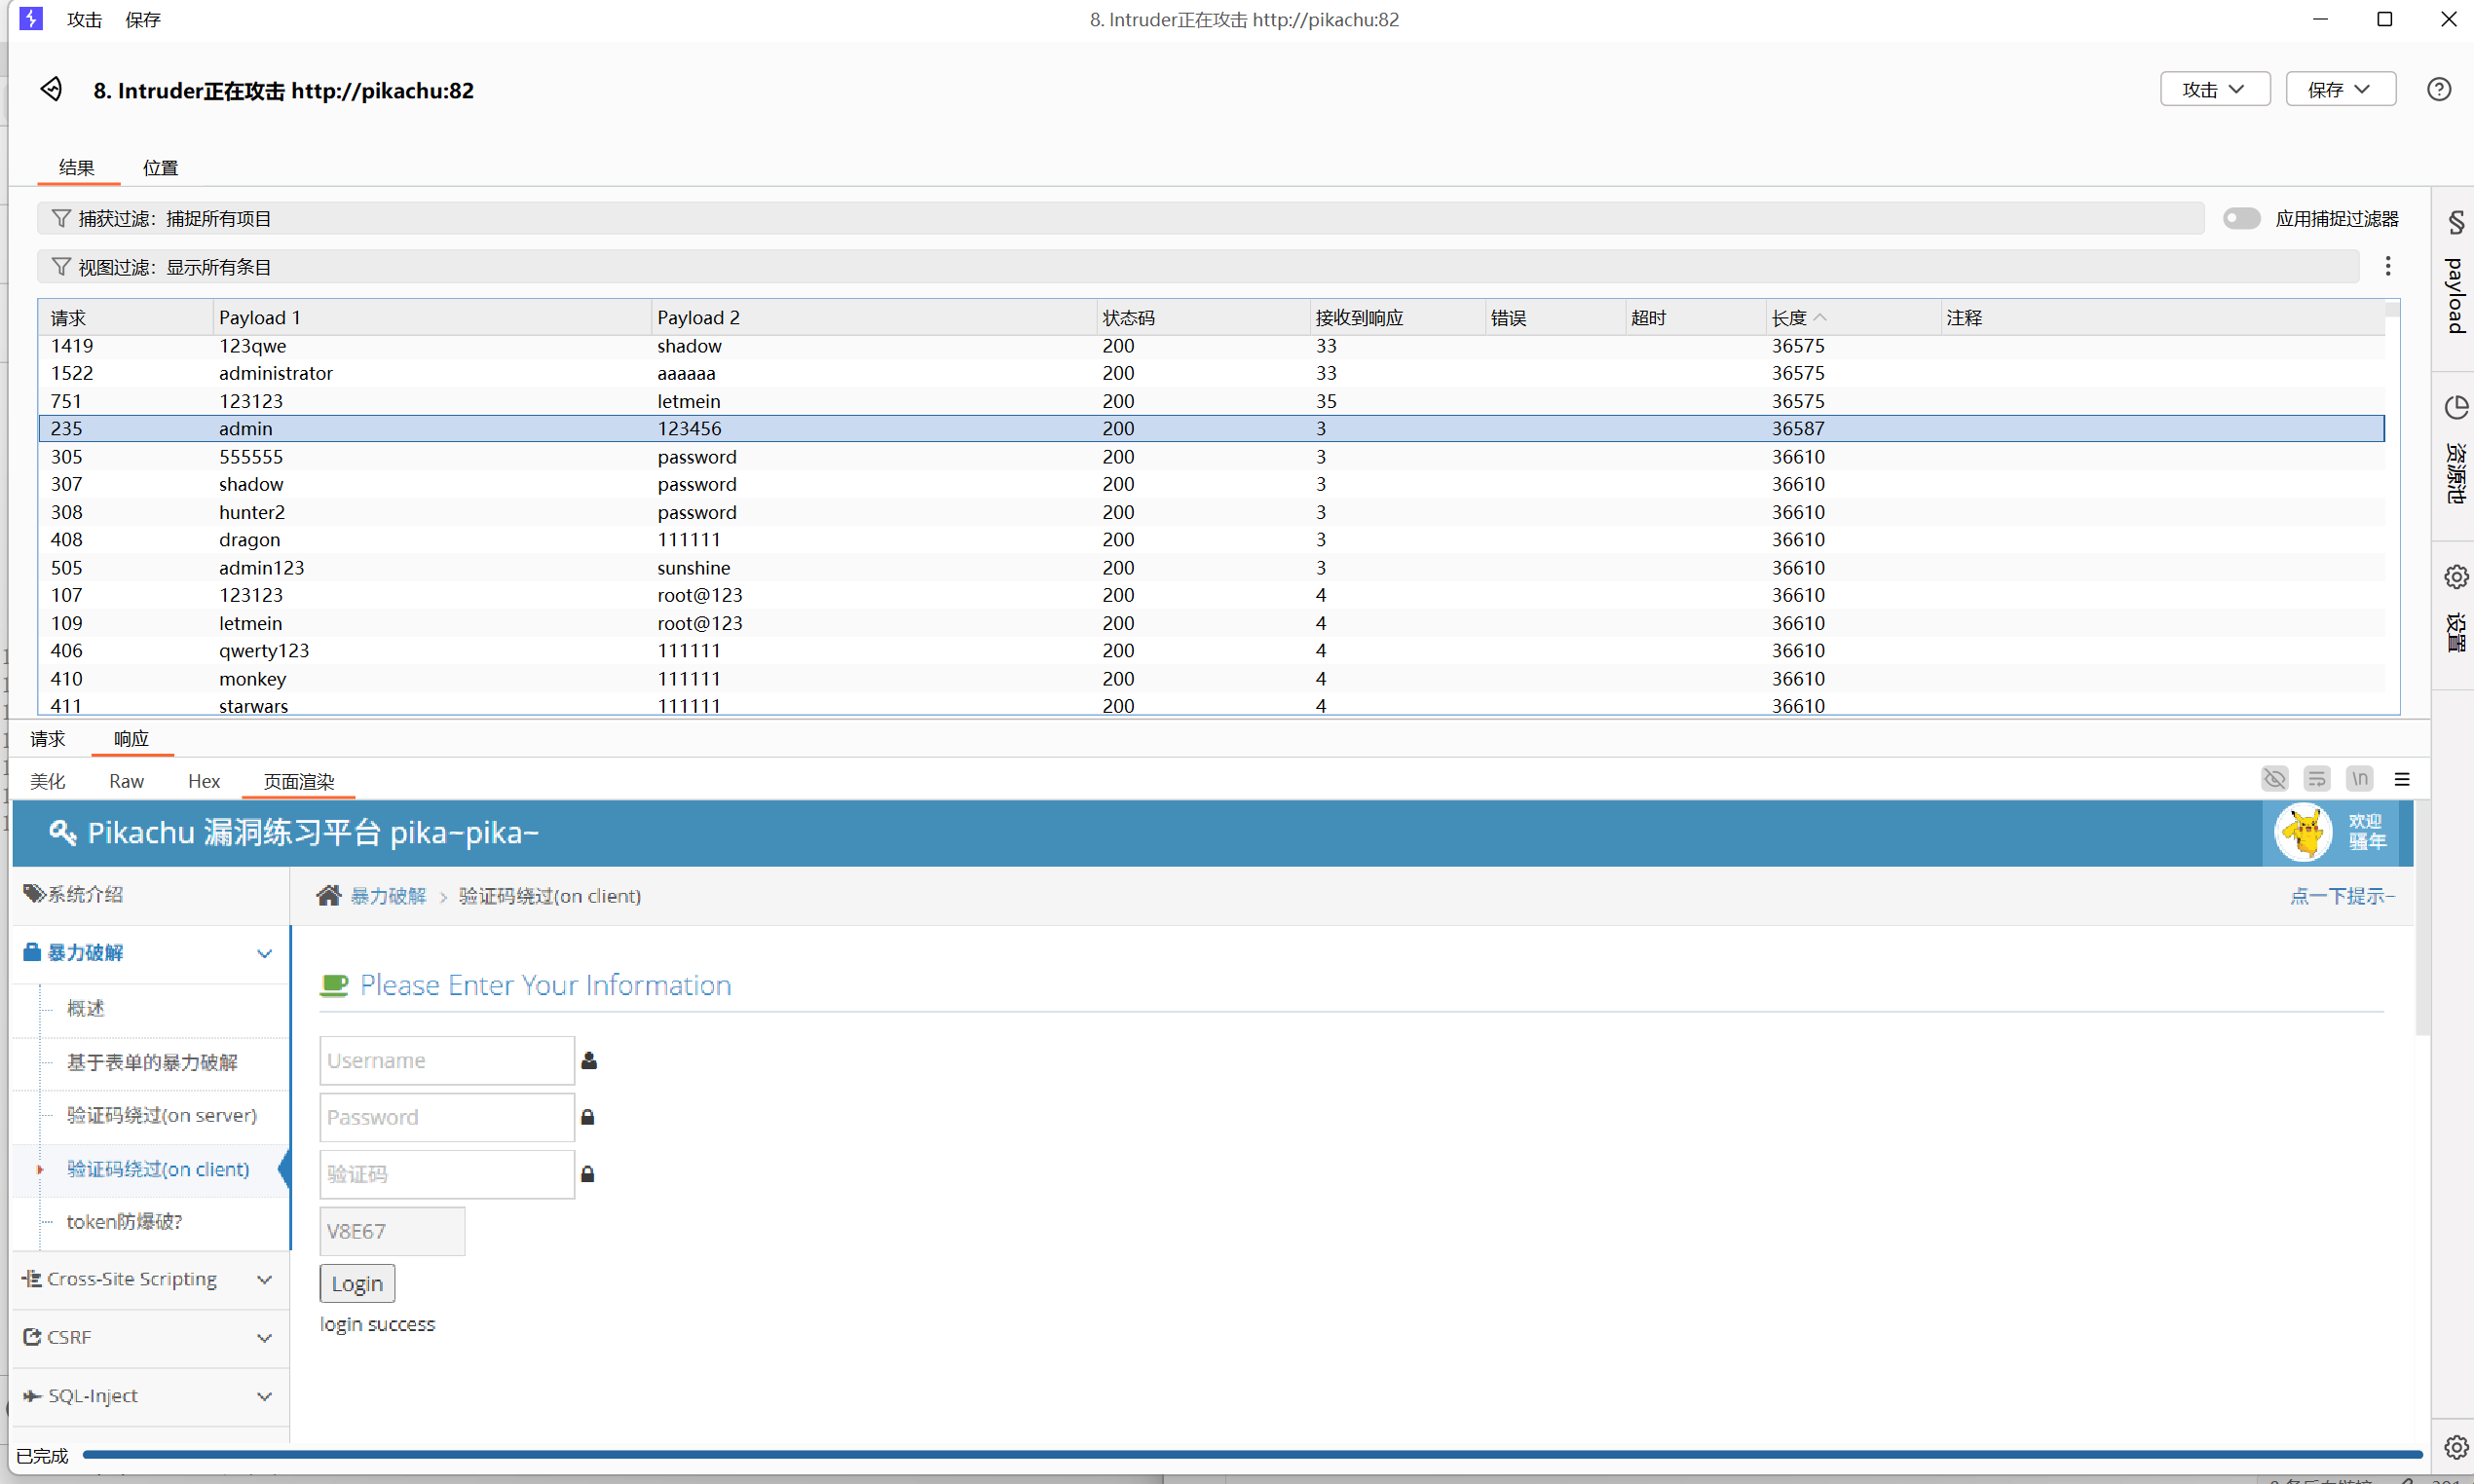 攻击 保存 8. Intruder正在攻击 http://pikachu:82
8. Intruder正在攻击 http://pikachu:82 攻击 保存
结果 位置
捕获过滤：捕捉所有项目 应用捕捉过滤器
视图过滤：显示所有条目
请求 Payload 1 Payload 2 状态码 接收到响应 错误 超时 长度 注释
1419 123qwe shadow 200 33 36575
1522 administrator aaaaaa 200 33 36575
751 123123 letmein 200 35 36575
235 admin 123456 200 3 36587
305 555555 password 200 3 36610
307 shadow password 200 3 36610
308 hunter2 password 200 3 36610
408 dragon 111111 200 3 36610
505 admin123 sunshine 200 3 36610
107 123123 root@123 200 4 36610
109 letmein root@123 200 4 36610
406 qwerty123 111111 200 4 36610
410 monkey 111111 200 4 36610
411 starwars 111111 200 4 36610
§ payload
资源池
设置
请求 响应
美化 Raw Hex 页面渲染 \n
Pikachu 漏洞练习平台 pika~pika~ 欢迎
骚年
系统介绍 暴力破解 > 验证码绕过(on client) 点一下提示~
暴力破解
概述
基于表单的暴力破解
验证码绕过(on server)
验证码绕过(on client)
token防爆破?
Cross-Site Scripting
CSRF
SQL-Inject
Please Enter Your Information
Username
Password
验证码
V8E67
Login
login success
已完成